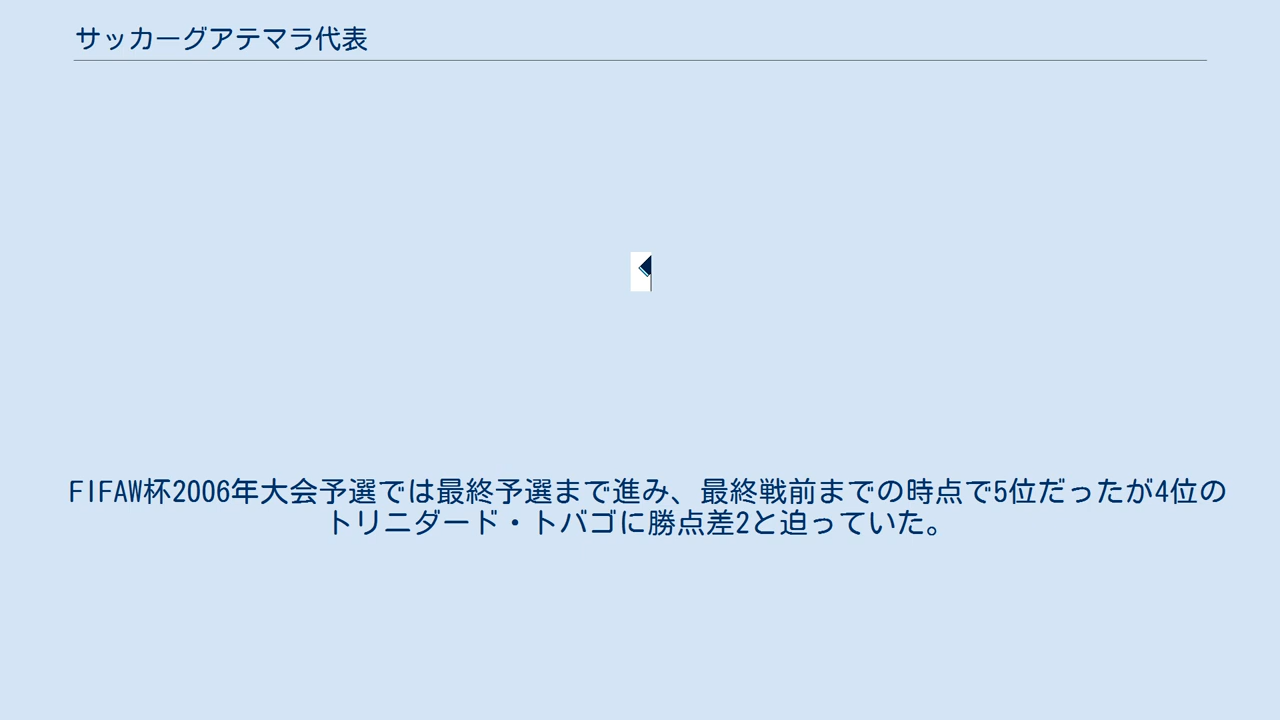 サッカーグアテマラ代表
FIFAW杯2006年大会予選では最終予選まで進み、最終戦前までの時点で5位だったが4位の
トリニダード・トバゴに勝点差2と迫っていた。